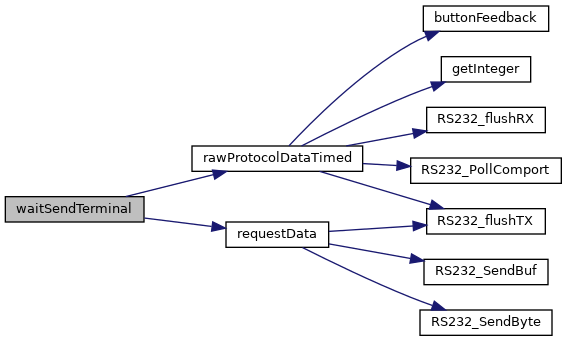 buttonFeedback
getInteger
RS232_flushRX
rawProtocolDataTimed
RS232_PollComport
waitSendTerminal
RS232_flushTX
requestData
RS232_SendBuf
RS232_SendByte